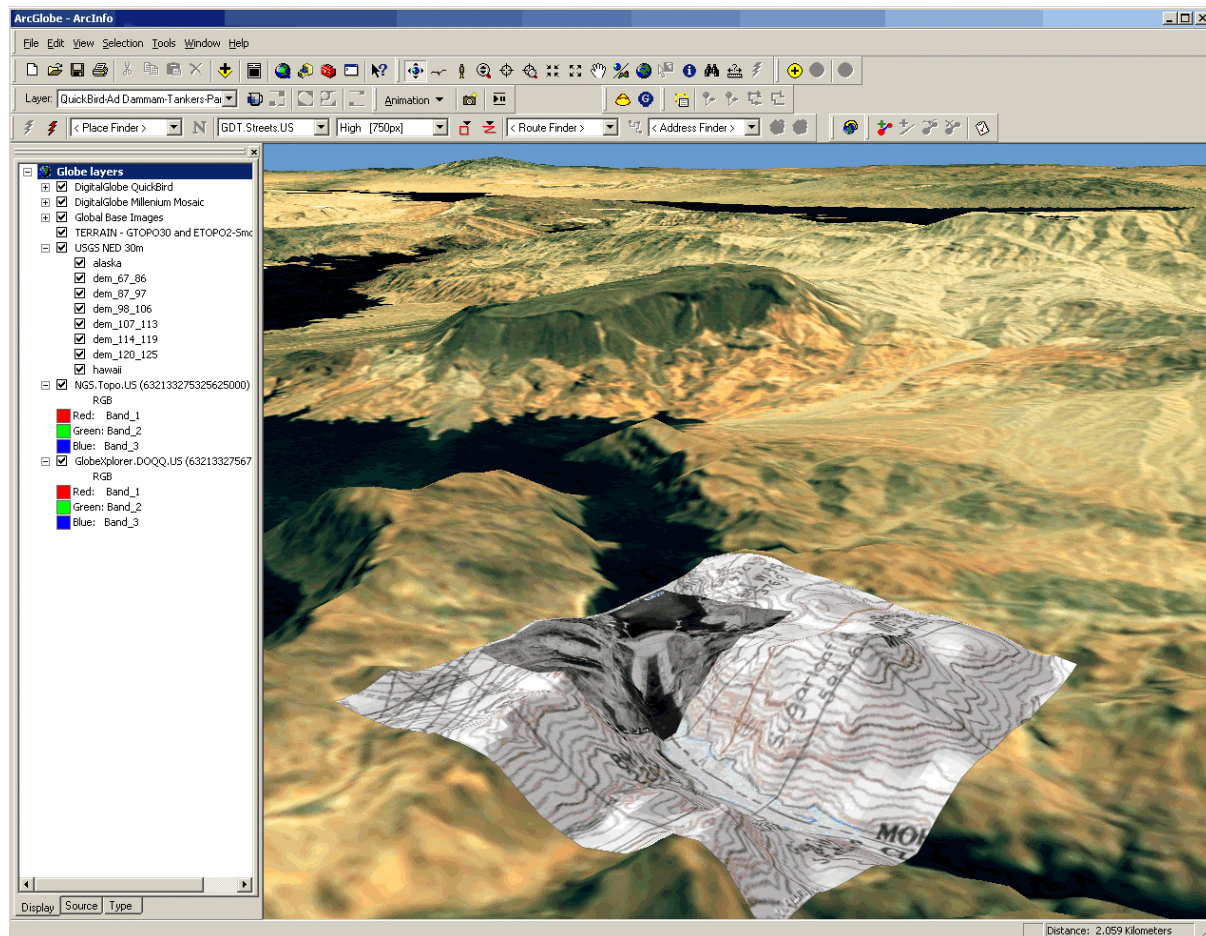 ArcGlobe - ArcInfo
File Edit View Selection Tools Window Help
Layer: QuickBird-Ad Dammam-Tankers-Pa
Animation
< Place Finder >
N
GDT.Streets.US
High [750px]
< Route Finder >
< Address Finder >
Globe layers
DigitalGlobe QuickBird
DigitalGlobe Millenium Mosaic
Global Base Images
TERRAIN - GTOPO30 and ETOPO2-Smo
USGS NED 30m
alaska
dem_67_86
dem_87_97
dem_98_106
dem_107_113
dem_114_119
dem_120_125
hawaii
NGS.Topo.US (632133275325625000)
RGB
Red: Band_1
Green: Band_2
Blue: Band_3
GlobeXplorer.DOQQ.US (63213327567
RGB
Red: Band_1
Green: Band_2
Blue: Band_3
Sugarloaf
Display Source Type
Distance: 2.059 Kilometers